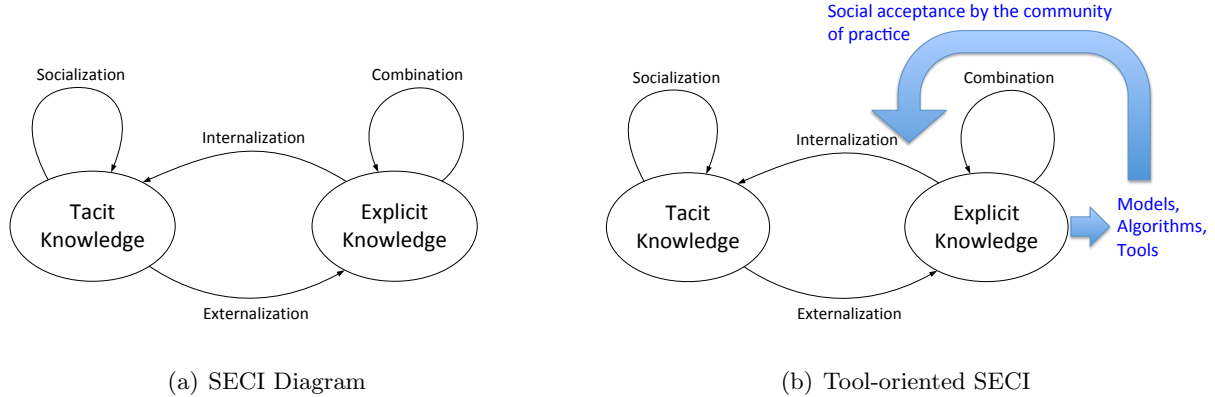 Socialization
Combination
Internalization
Tacit
Knowledge
Explicit
Knowledge
Externalization
(a) SECI Diagram
Social acceptance by the community
of practice
Socialization
Combination
Internalization
Tacit
Knowledge
Explicit
Knowledge
Models,
Algorithms,
Tools
Externalization
(b) Tool-oriented SECI